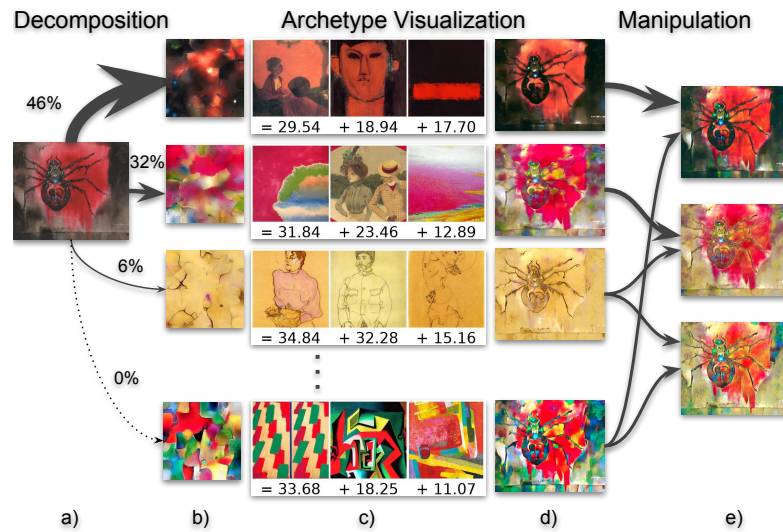 Decomposition
Archetype Visualization
Manipulation
46%
= 29.54 + 18.94 + 17.70
32%
= 31.84 + 23.46 + 12.89
6%
= 34.84 + 32.28 + 15.16
0%
= 33.68 + 18.25 + 11.07
a) b) c) d) e)